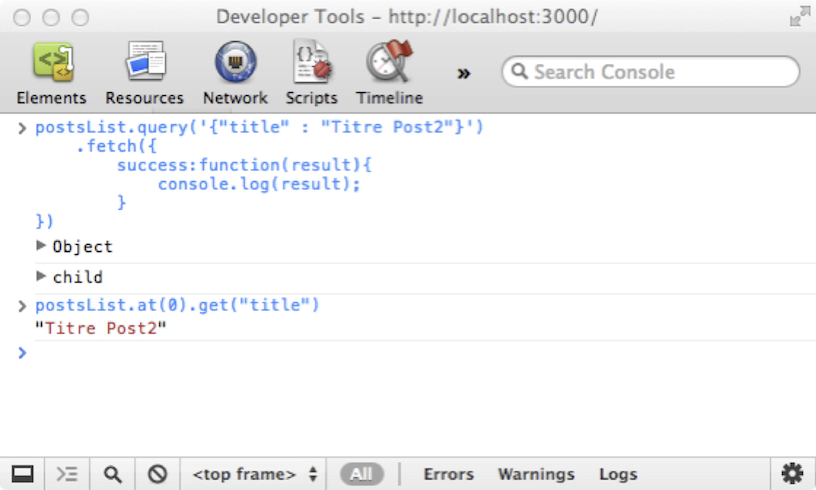 Developer Tools - http://localhost:3000/
Elements Resources Network Scripts Timeline » Search Console
> postsList.query('{"title" : "Titre Post2"}')
.fetch({
success:function(result){
console.log(result);
}
})
Object
child
> postsList.at(0).get("title")
"Titre Post2"
>
<top frame> All Errors Warnings Logs